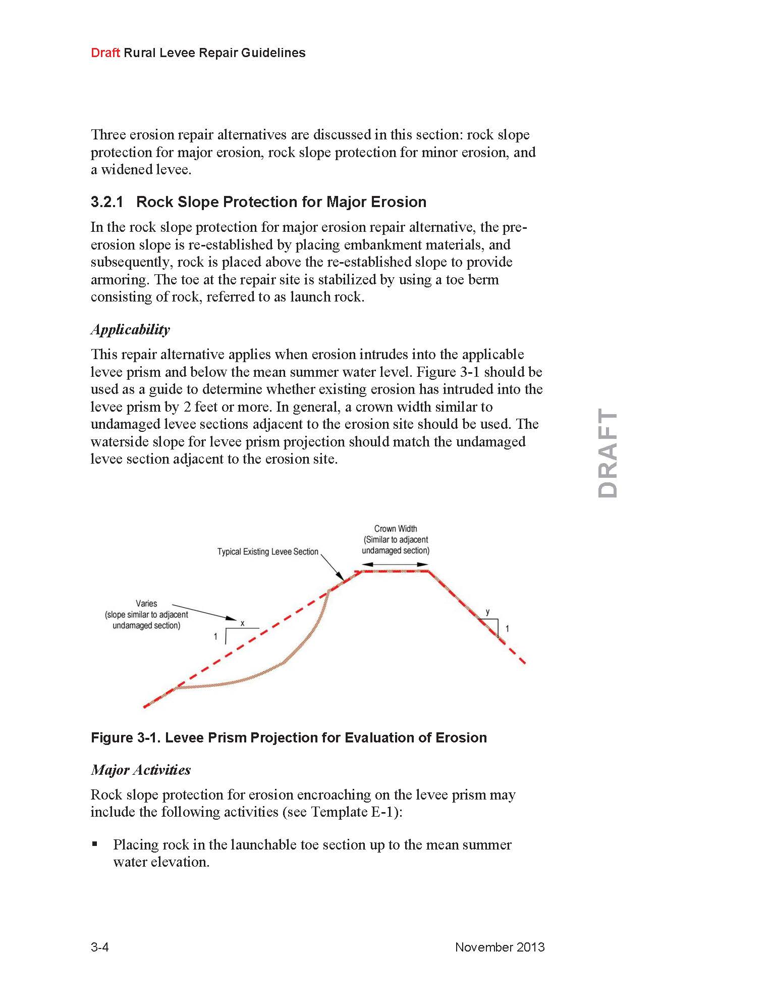 Draft Rural Levee Repair Guidelines
Three erosion repair alternatives are discussed in this section: rock slope
protection for major erosion, rock slope protection for minor erosion, and
a widened levee.
3.2.1 Rock Slope Protection for Major Erosion
In the rock slope protection for major erosion repair alternative, the pre-
erosion slope is re-established by placing embankment materials, and
subsequently, rock is placed above the re-established slope to provide
armoring. The toe at the repair site is stabilized by using a toe berm
consisting of rock, referred to as launch rock.
Applicability
This repair alternative applies when erosion intrudes into the applicable
levee prism and below the mean summer water level. Figure 3-1 should be
used as a guide to determine whether existing erosion has intruded into the
levee prism by 2 feet or more. In general, a crown width similar to
undamaged levee sections adjacent to the erosion site should be used. The
waterside slope for levee prism projection should match the undamaged
levee section adjacent to the erosion site.
DRAFT
Crown Width
(Similar to adjacent
undamaged section)
Typical Existing Levee Section
Varies
(slope similar to adjacent
undamaged section)
x
1
y
1
Figure 3-1. Levee Prism Projection for Evaluation of Erosion
Major Activities
Rock slope protection for erosion encroaching on the levee prism may
include the following activities (see Template E-1):
▪ Placing rock in the launchable toe section up to the mean summer
water elevation.
3-4
November 2013